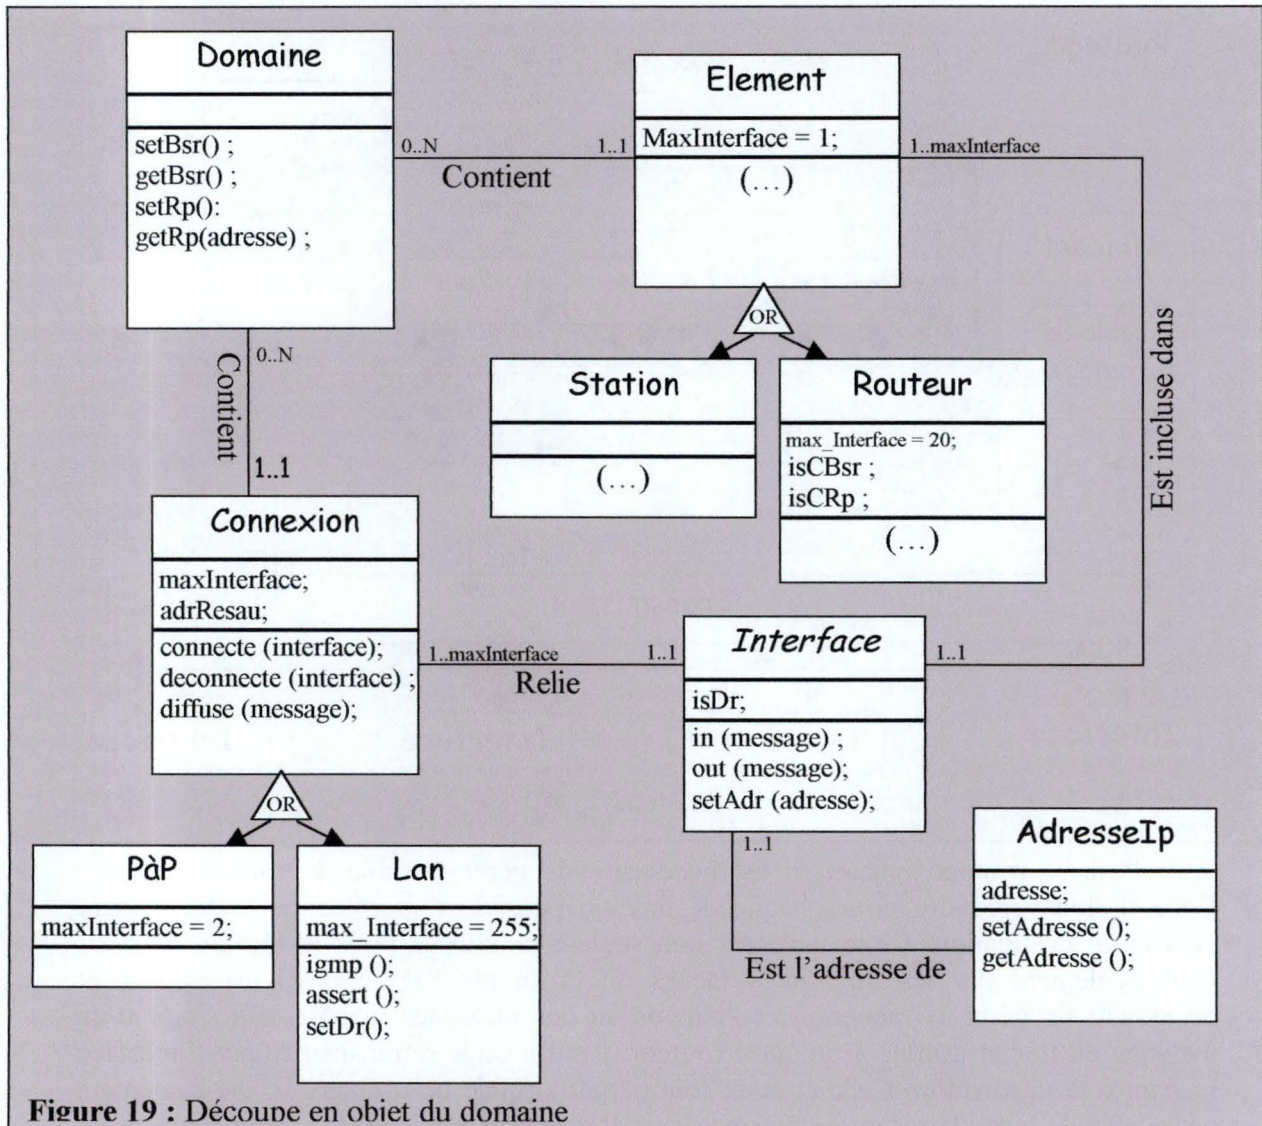 Domaine
setBsr() ;
getBsr() ;
setRp():
getRp(adresse) ;
0..N
1..1
Contient
Element
MaxInterface = 1;
(...)
1..maxInterface
OR
Station
(...)
Routeur
max_Interface = 20;
isCBsr ;
isCRp ;
(...)
Est incluse dans
0..N
Contient
1..1
Connexion
maxInterface;
adrResau;
connecte (interface);
deconnecte (interface) ;
diffuse (message);
1..maxInterface
1..1
Relie
Interface
1..1
isDr;
in (message) ;
out (message);
setAdr (adresse);
1..1
Est l'adresse de
AdresseIp
adresse;
setAdresse ();
getAdresse ();
OR
PàP
maxInterface = 2;
Lan
max_Interface = 255;
igmp ();
assert ();
setDr();
Figure 19 : Découpe en objet du domaine